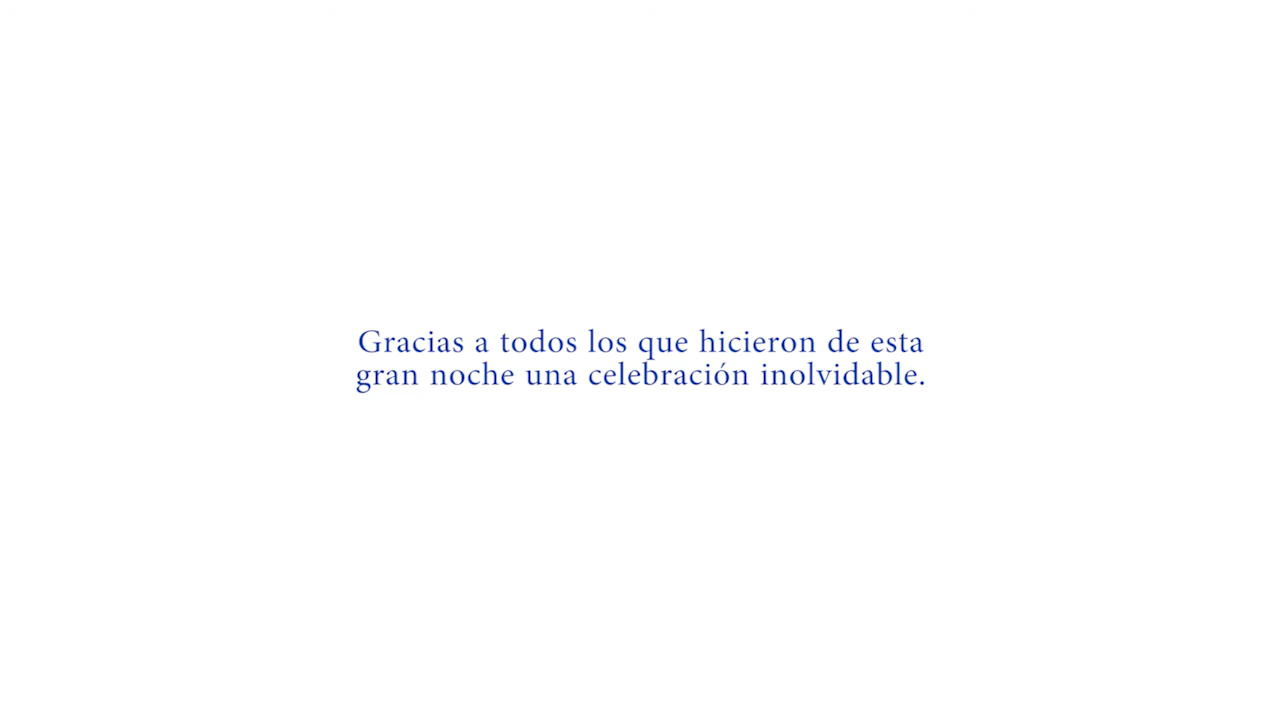 Gracias a todos los que hicieron de esta
gran noche una celebración inolvidable.